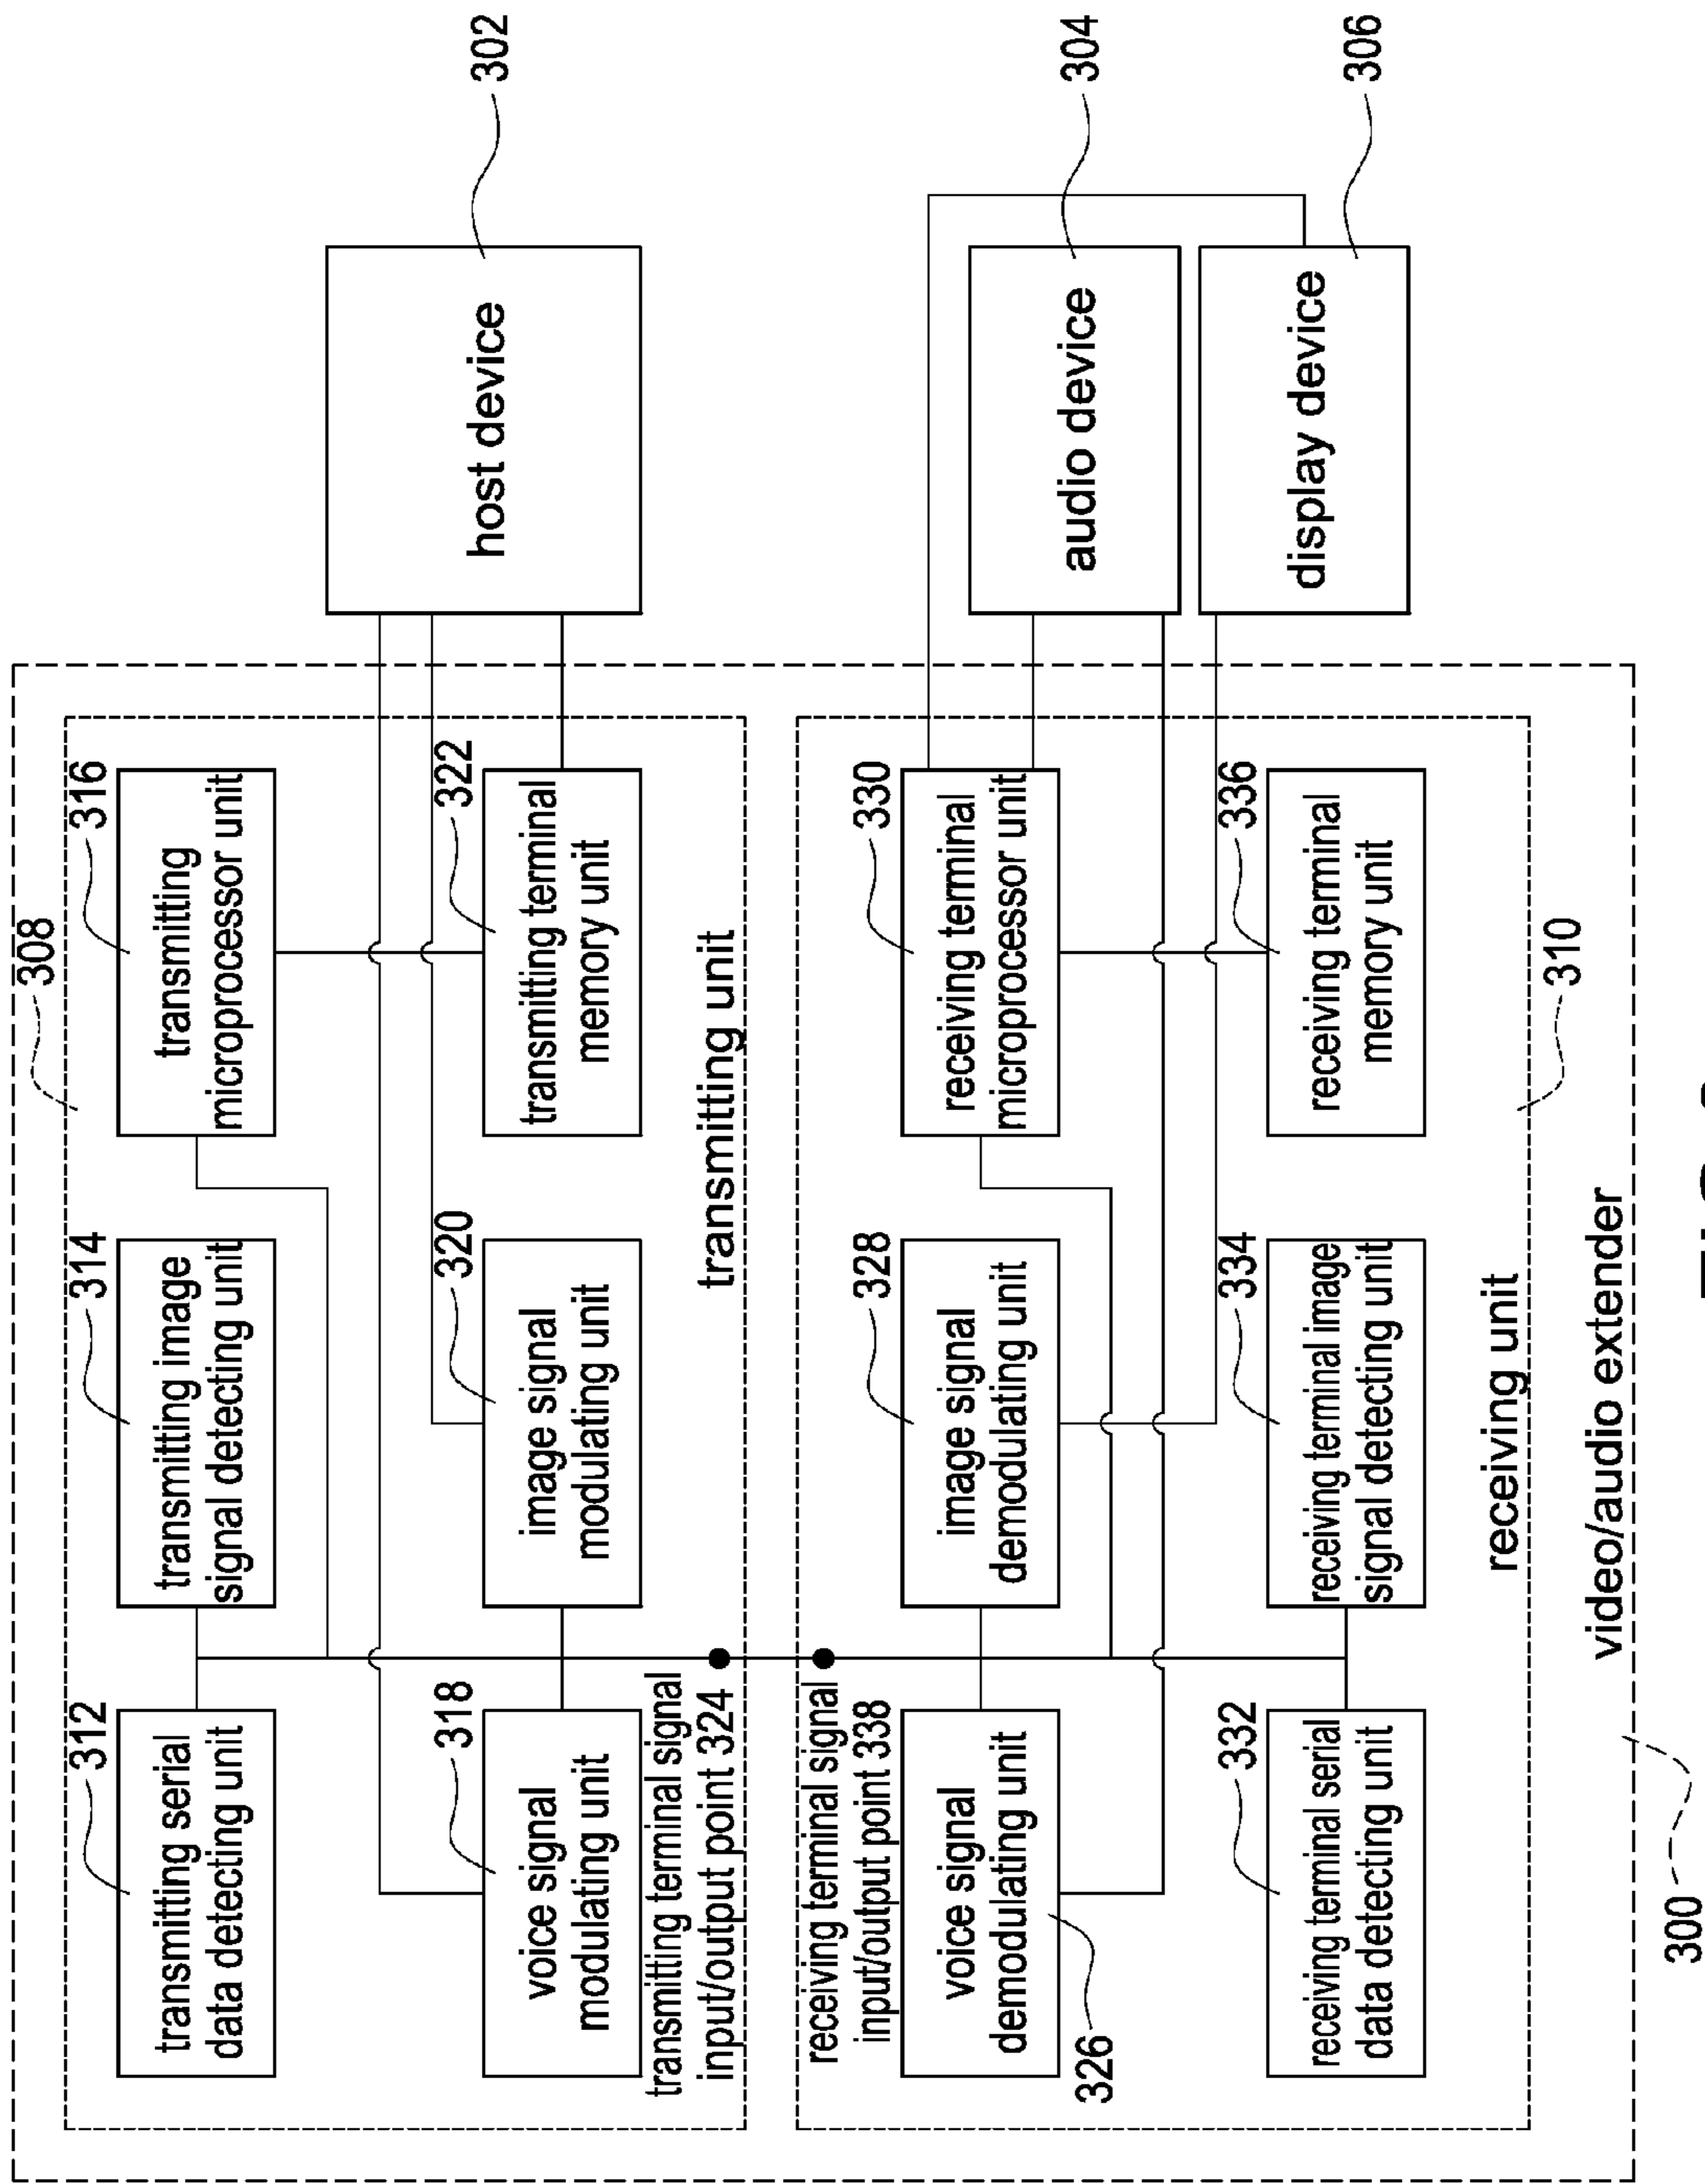 308
312
314
316
transmitting serial
data detecting unit
transmitting image
signal detecting unit
transmitting
microprocessor unit
318
320
322
302
voice signal
modulating unit
image signal
modulating unit
transmitting terminal
memory unit
host device
transmitting terminal signal
input/output point 324
transmitting unit
receiving terminal signal
input/output point 338
328
330
voice signal
demodulating unit
image signal
demodulating unit
receiving terminal
microprocessor unit
326
audio device
304
332
334
336
receiving terminal serial
data detecting unit
receiving terminal image
signal detecting unit
receiving terminal
memory unit
display device
306
receiving unit
310
video/audio extender
300